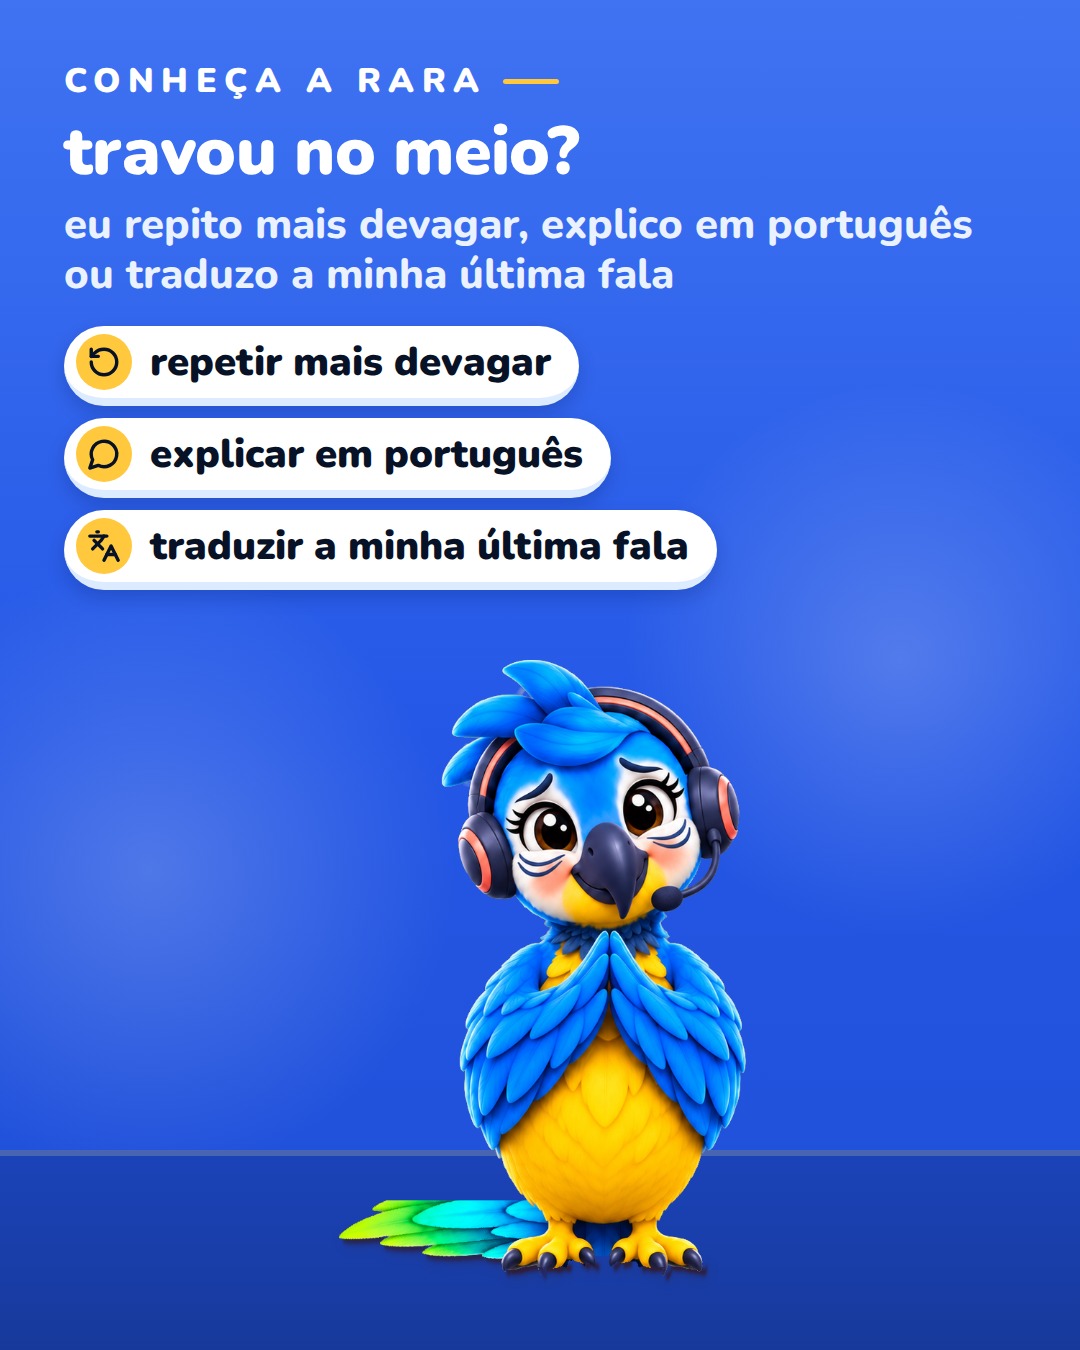 CONHEÇA A RARA
travou no meio?
eu repito mais devagar, explico em português
ou traduzo a minha última fala
repetir mais devagar
explicar em português
traduzir a minha última fala